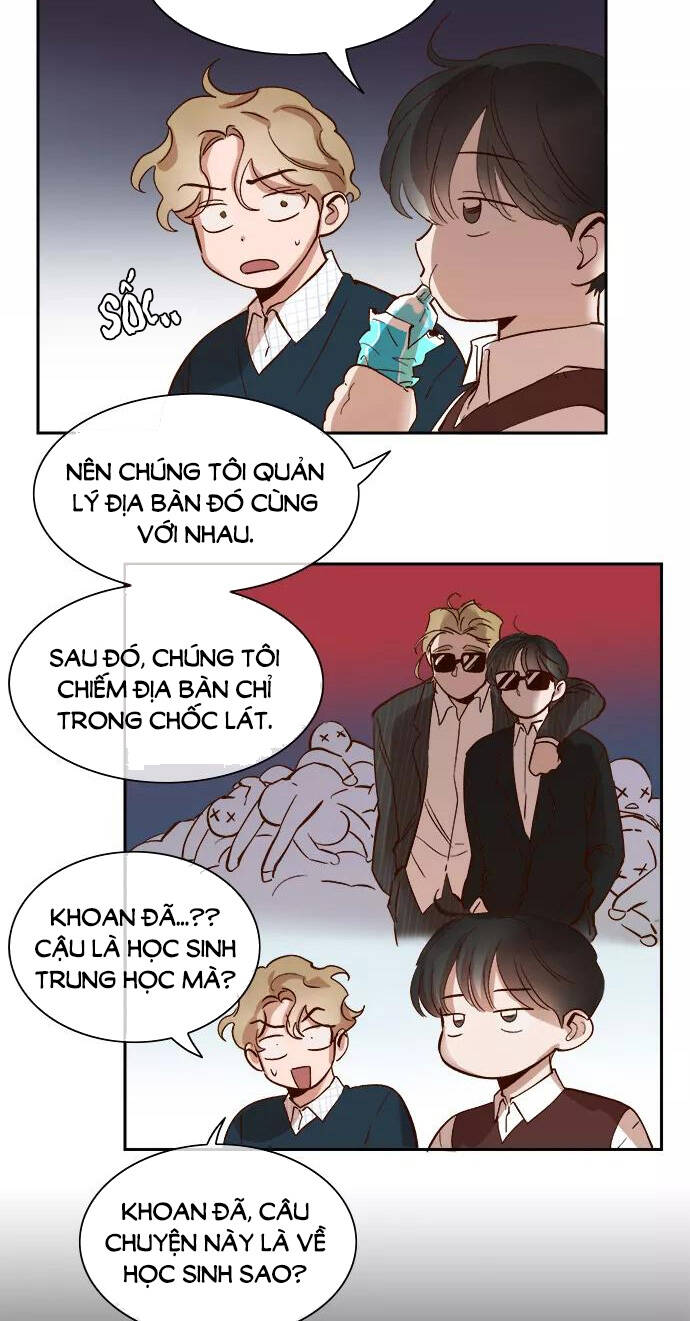 SỐC..
NÊN CHÚNG TÔI QUẢN
LÝ ĐỊA BÀN ĐÓ CÙNG
VỚI NHAU.
SAU ĐÓ, CHÚNG TÔI
CHIẾM ĐỊA BÀN CHỈ
TRONG CHỐC LÁT.
KHOAN ĐÃ...??
CẬU LÀ HỌC SINH
TRUNG HỌC MÀ?
KHOAN ĐÃ, CÂU
CHUYỆN NÀY LÀ VỀ
HỌC SINH SAO?